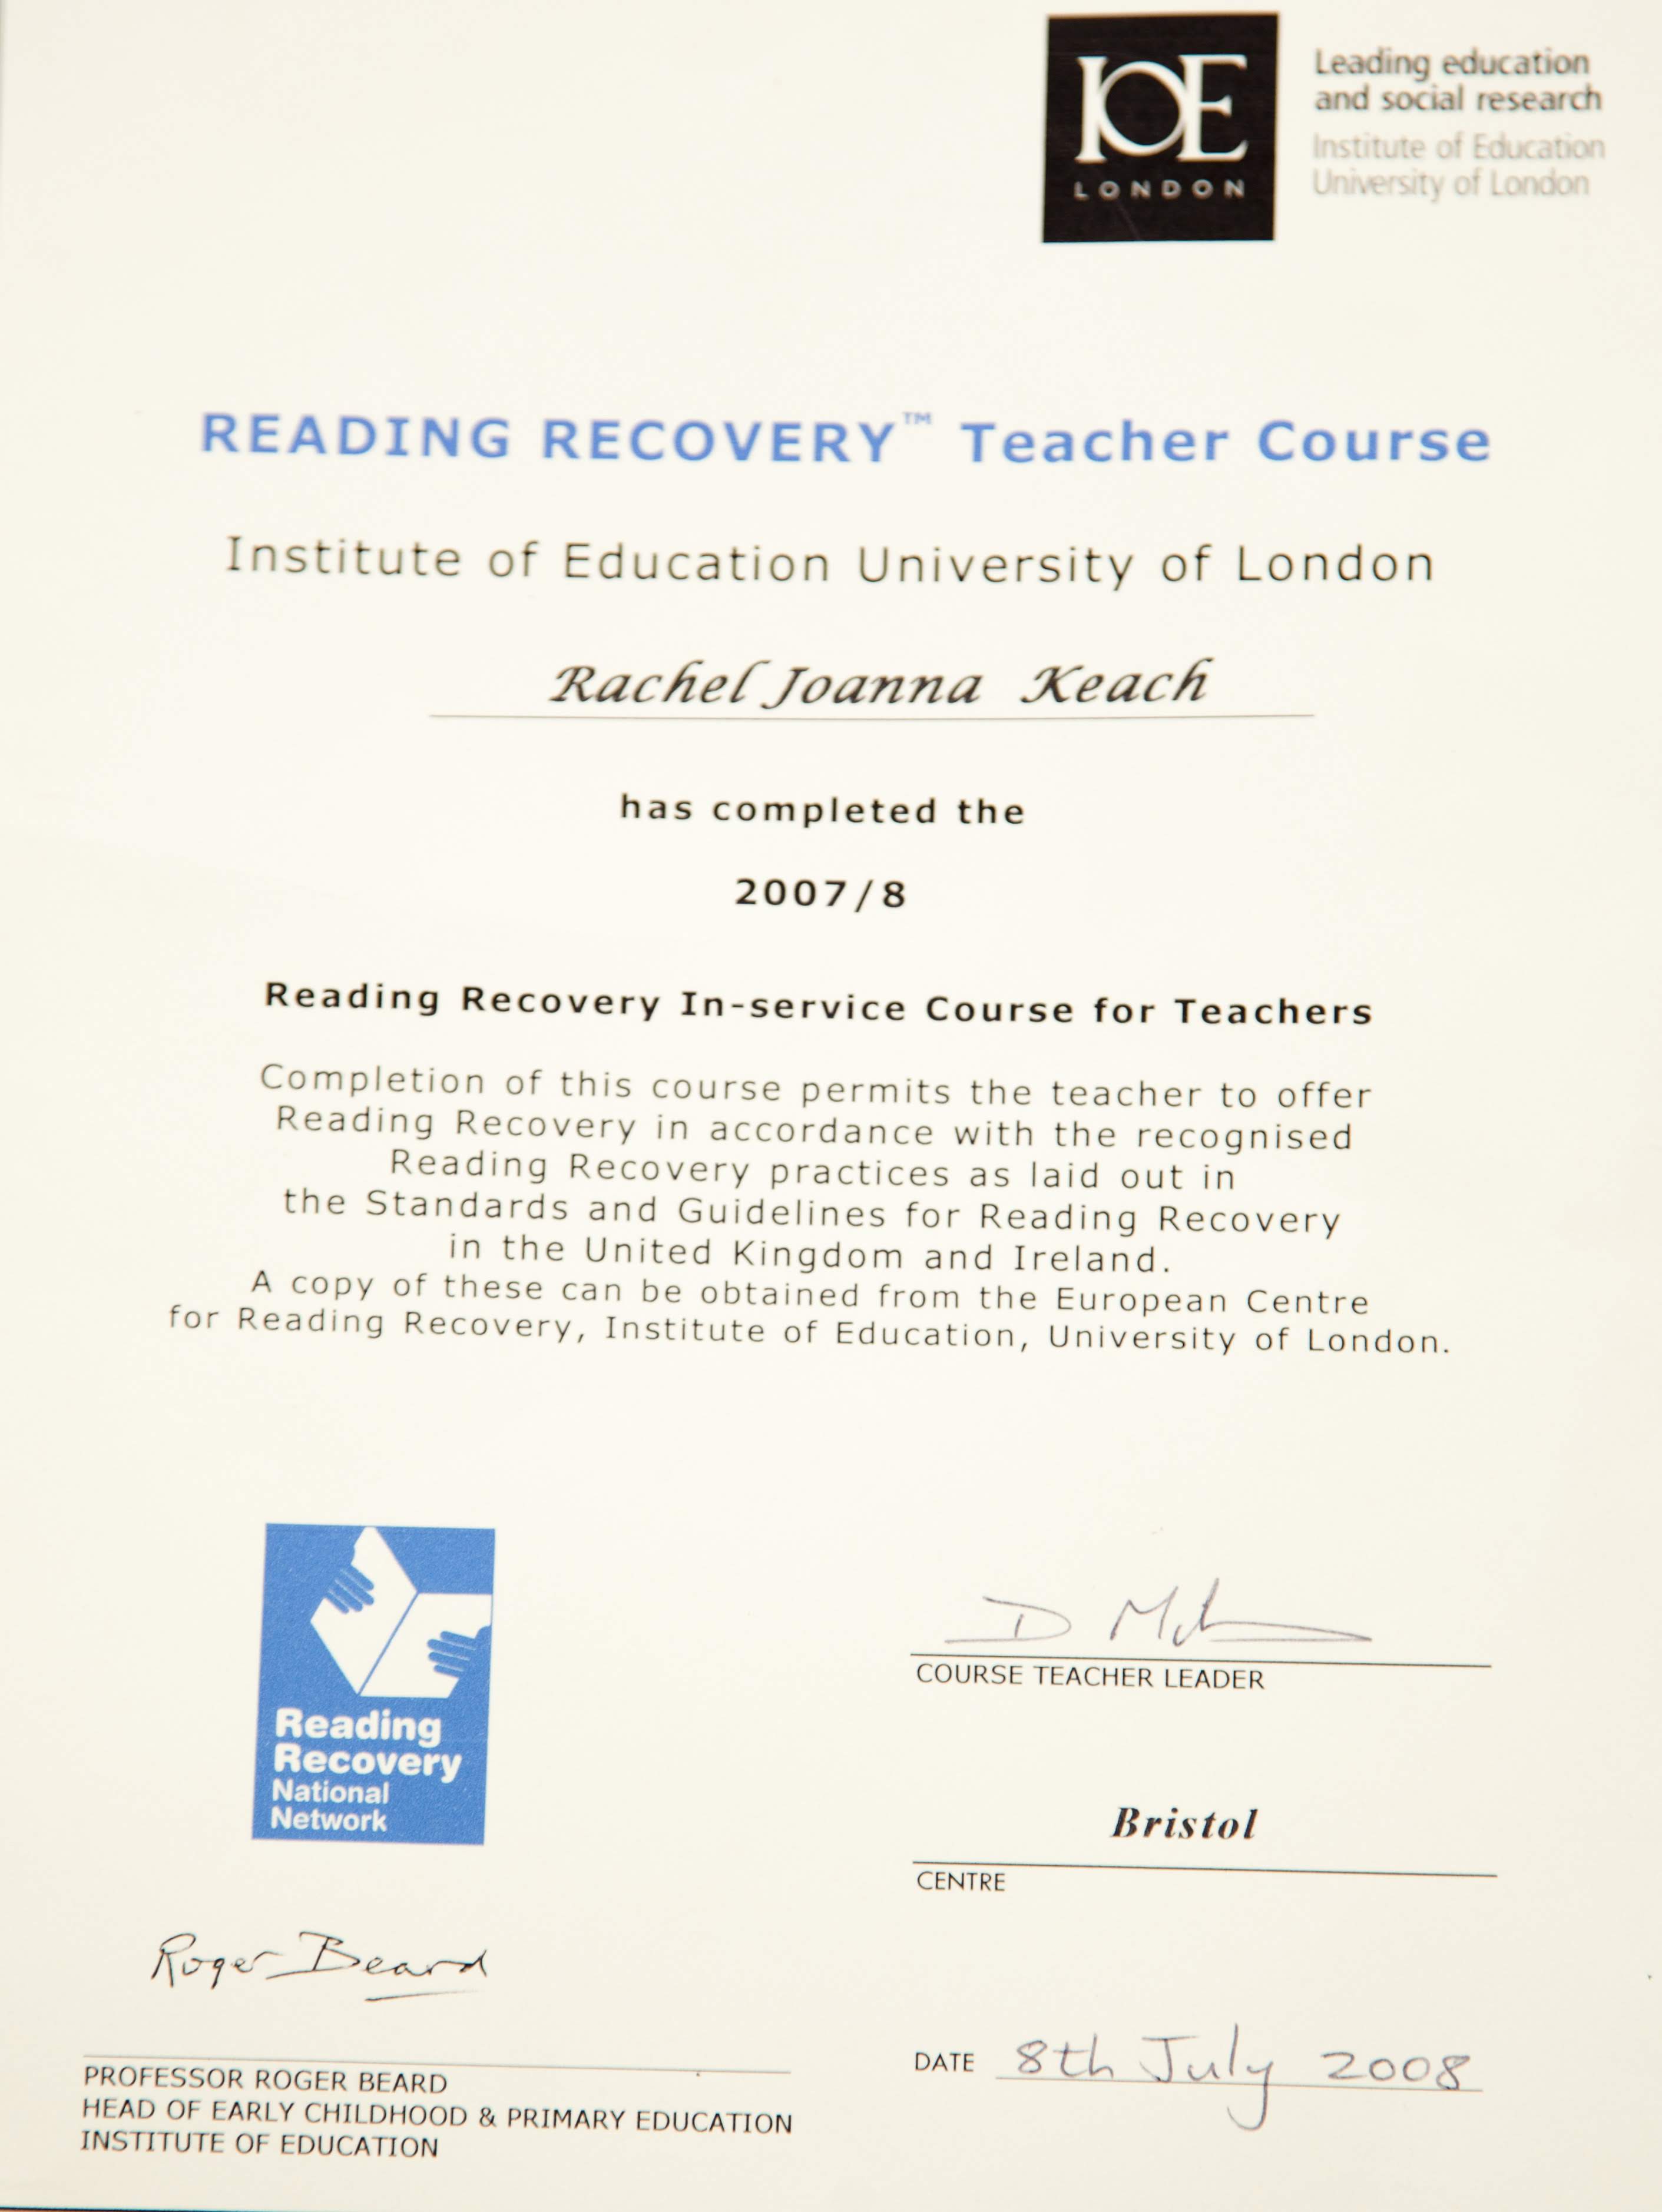 IOE
LONDON
Leading education
and social research
Institute of Education
University of London
READING RECOVERY™ Teacher Course
Institute of Education University of London
Rachel Joanna Keach
has completed the
2007/8
Reading Recovery In-service Course for Teachers
Completion of this course permits the teacher to offer
Reading Recovery in accordance with the recognised
Reading Recovery practices as laid out in
the Standards and Guidelines for Reading Recovery
in the United Kingdom and Ireland.
A copy of these can be obtained from the European Centre
for Reading Recovery, Institute of Education, University of London.
Reading
Recovery
National
Network
D
COURSE TEACHER LEADER
Bristol
CENTRE
Roger Beard
PROFESSOR ROGER BEARD
HEAD OF EARLY CHILDHOOD & PRIMARY EDUCATION
INSTITUTE OF EDUCATION
DATE 8th July 2008